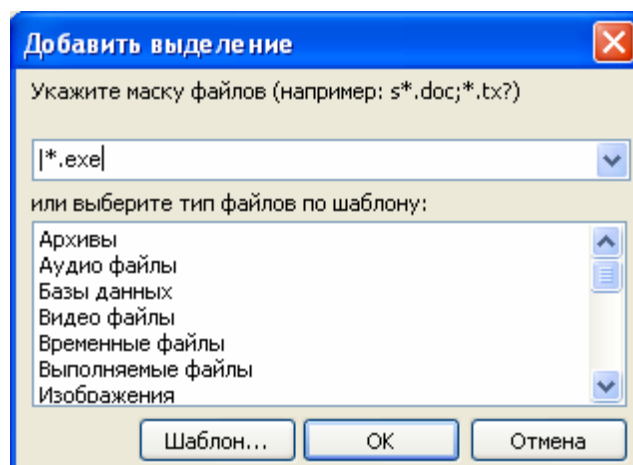 Добавить выделение
Укажите маску файлов (например: s*.doc;*.tx?)
|*.exe
или выберите тип файлов по шаблону:
Архивы
Аудио файлы
Базы данных
Видео файлы
Временные файлы
Выполняемые файлы
Изображения
Шаблон... OK Отмена